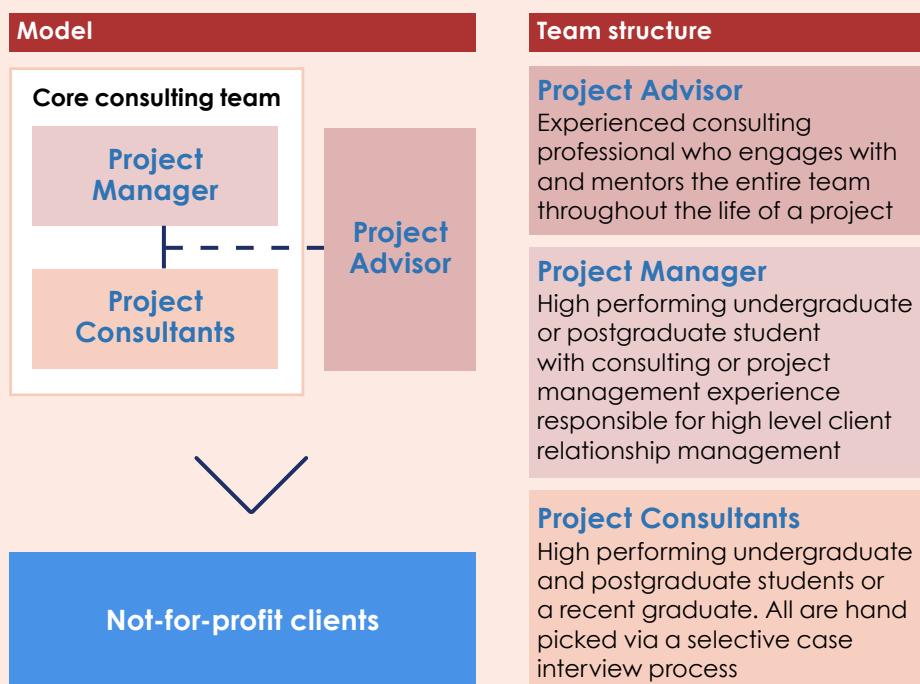 Model
Core consulting team
Project
Manager
Project
Advisor
Project
Consultants
Not-for-profit clients
Team structure
Project Advisor
Experienced consulting
professional who engages with
and mentors the entire team
throughout the life of a project
Project Manager
High performing undergraduate
or postgraduate student
with consulting or project
management experience
responsible for high level client
relationship management
Project Consultants
High performing undergraduate
and postgraduate students or
a recent graduate. All are hand
picked via a selective case
interview process